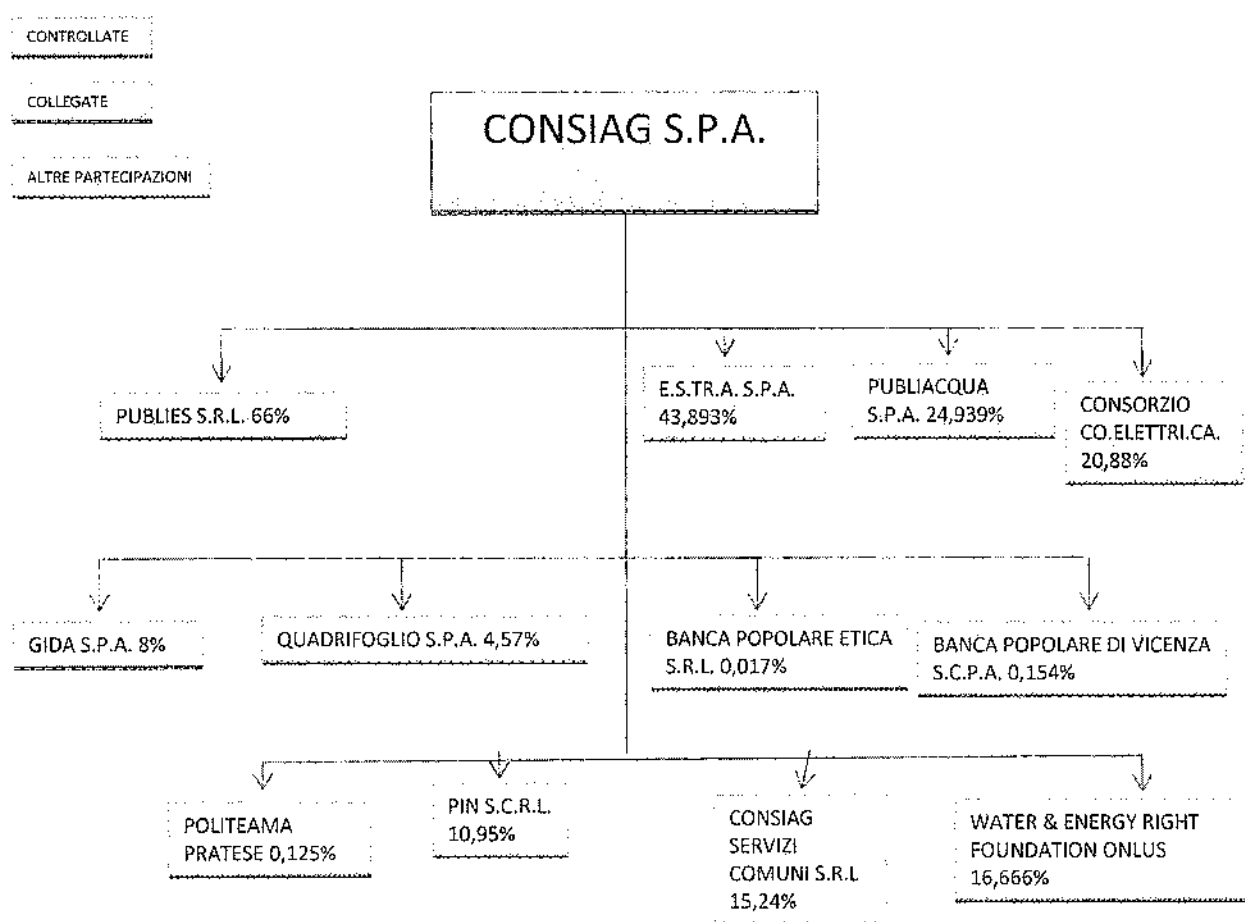 CONTROLLATE
COLLEGATE
ALTRE PARTECIPAZIONI
CONSIAG S.P.A.
PUBLIES S.R.L. 66%
E.S.TR.A. S.P.A.
43,893%
PUBLIACQUA
S.P.A. 24,939%
CONSORZIO
CO.ELETTRI.CA.
20,88%
GIDA S.P.A. 8%
QUADRIFOGLIO S.P.A. 4,57%
BANCA POPOLARE ETICA
S.R.L. 0,017%
BANCA POPOLARE DI VICENZA
S.C.P.A. 0,154%
POLITEAMA
PRATESE 0,125%
PIN S.C.R.L.
10,95%
CONSIAG
SERVIZI
COMUNI S.R.L
15,24%
WATER & ENERGY RIGHT
FOUNDATION ONLUS
16,666%